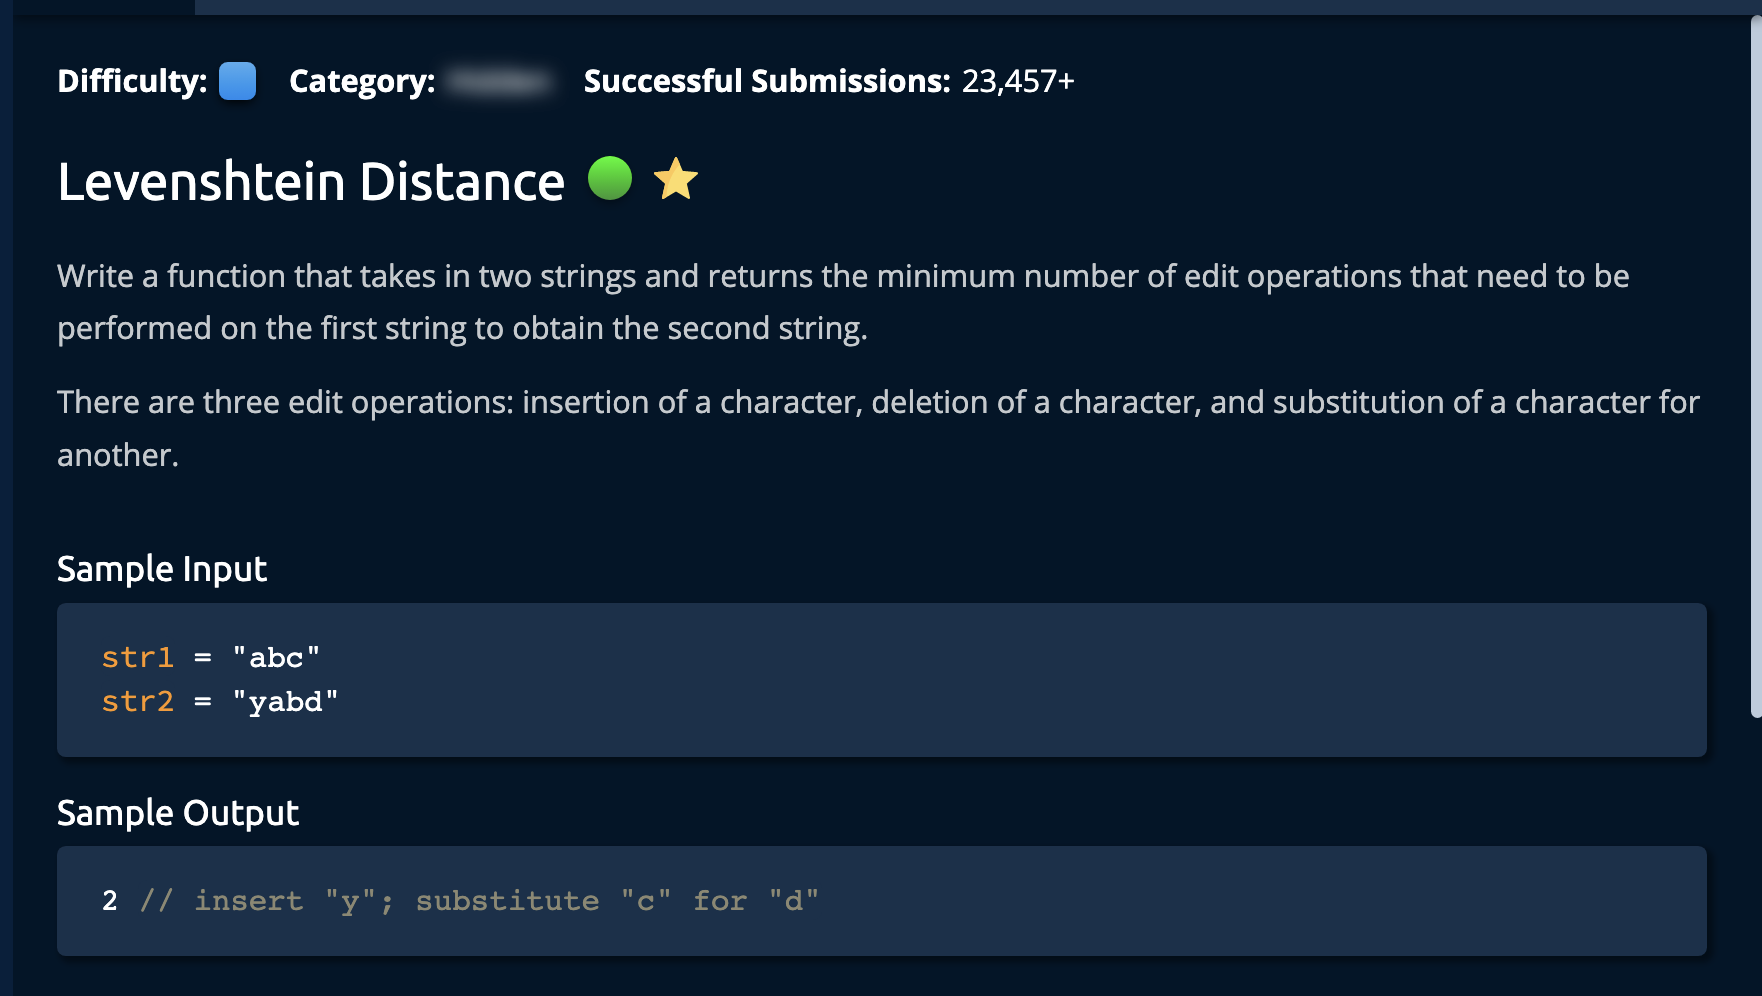 Difficulty: Category: Successful Submissions: 23,457+
Levenshtein Distance
Write a function that takes in two strings and returns the minimum number of edit operations that need to be
performed on the first string to obtain the second string.
There are three edit operations: insertion of a character, deletion of a character, and substitution of a character for
another.
Sample Input
str1 = "abc"
str2 = "yabd"
Sample Output
2 // insert "y"; substitute "c" for "d"